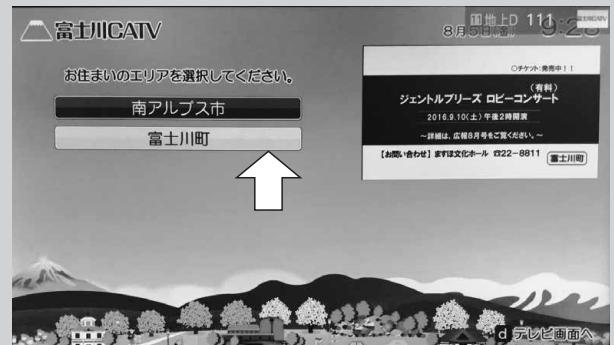 富士川CATV
地上D 111
8月5日(金) 9:28
お住まいのエリアを選択してください。
南アルプス市
富士川町
○チケット:発売中!!
(有料)
ジェントルブリーズ ロビーコンサート
2016.9.10(土) 午後2時開演
~詳細は、広報8月号をご覧ください。~
【お問い合わせ】ますほ文化ホール ☎22-8811
富士川町
d テレビ画面へ